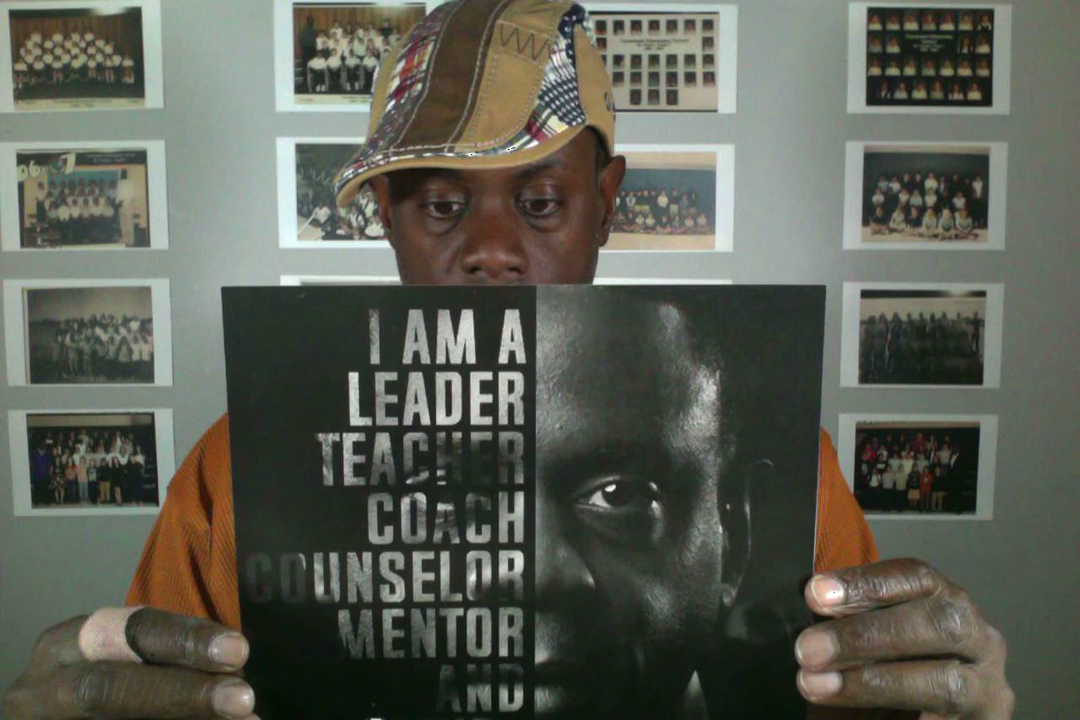 I AM A
LEADER
TEACHER
COACH
COUNSELOR
MENTOR
AND